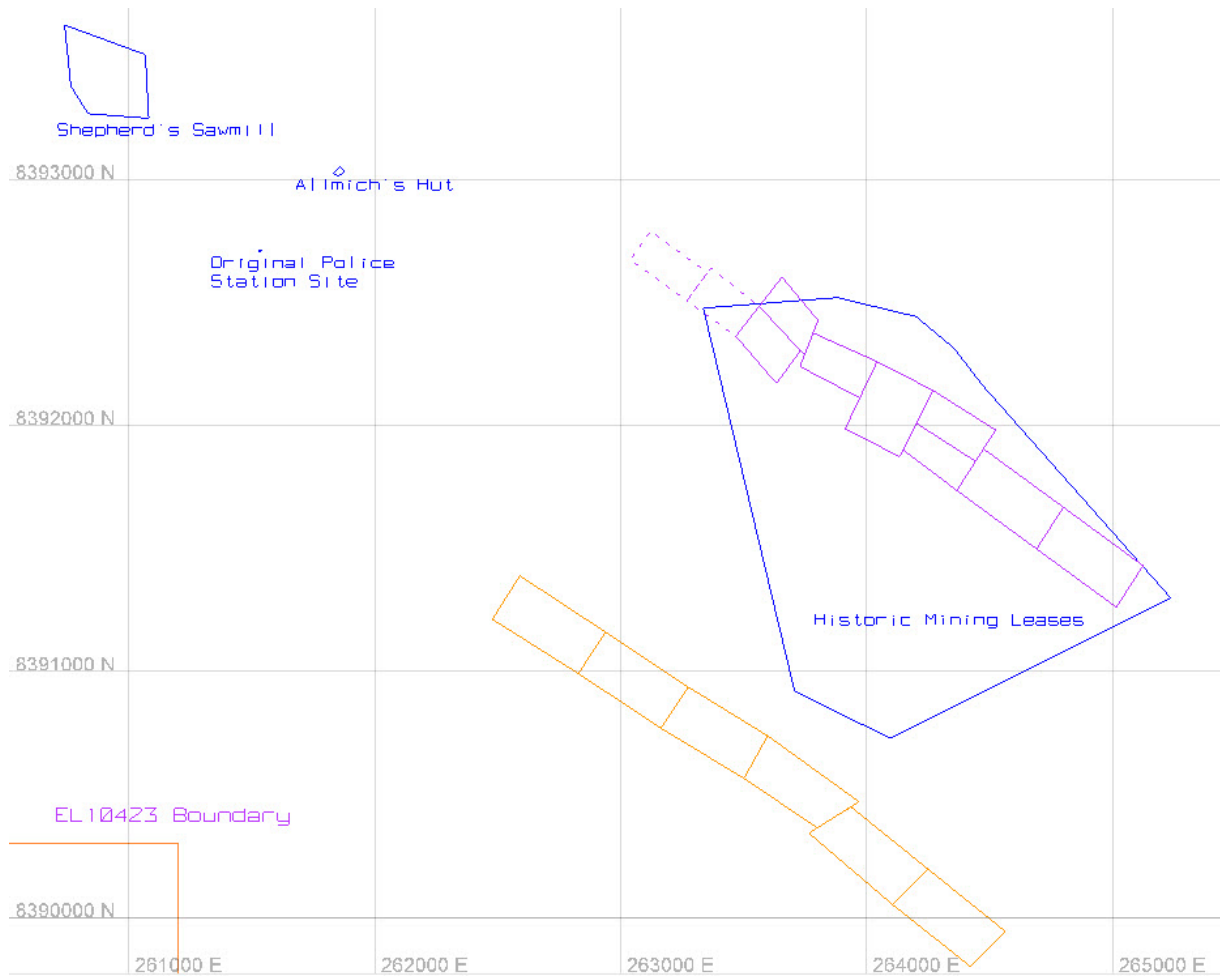 Shepherd's Sawmill
8393000 N
Allmich's Hut
Original Police
Station Site
8392000 N
Historic Mining Leases
8391000 N
EL10423 Boundary
8390000 N
261000 E
262000 E
263000 E
264000 E
265000 E